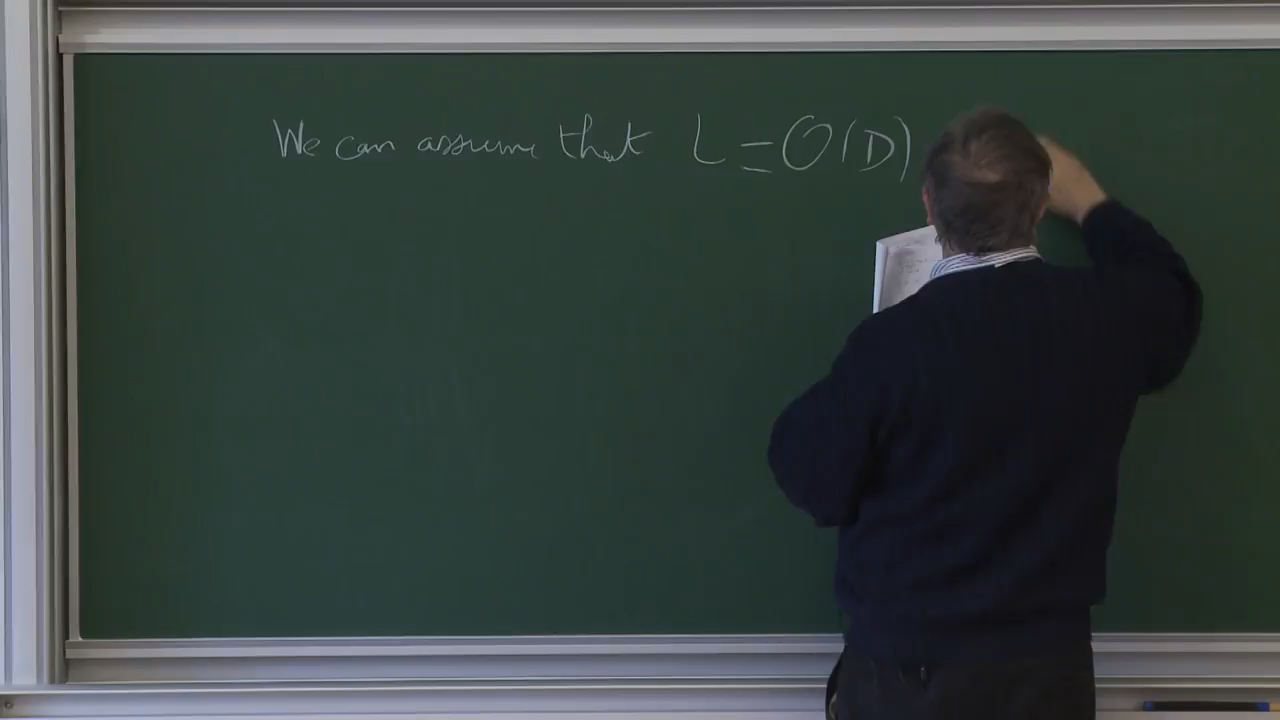 We can assume that L = O(D)